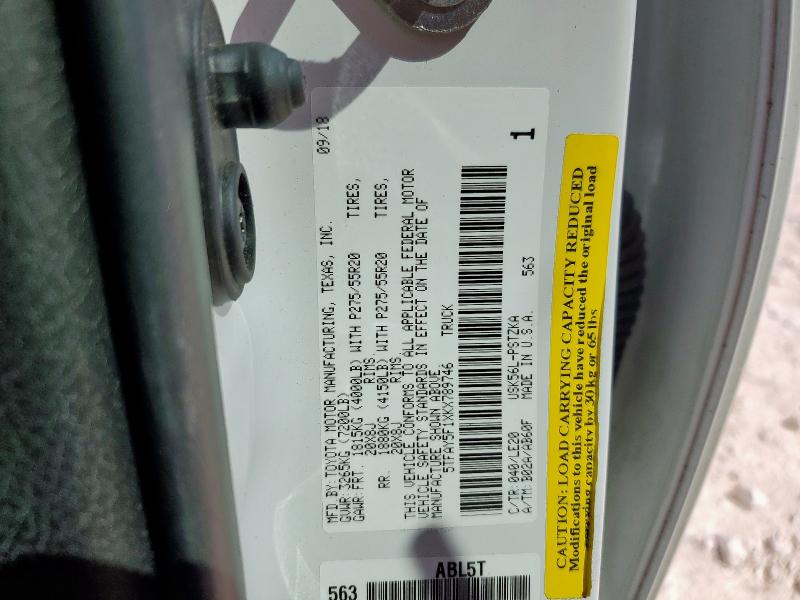 MFD.BY:TOYOTA MOTOR MANUFACTURING, TEXAS, INC. 09/18
GVWR:3265KG (7200LB)
GAWR:FRT. 1815KG (4000LB) WITH P275/55R20 TIRES,
20X8J RIMS,
RR. 1880KG (4150LB) WITH P275/55R20 TIRES,
20X8J RIMS.
THIS VEHICLE CONFORMS TO ALL APPLICABLE FEDERAL MOTOR
VEHICLE SAFETY STANDARDS IN EFFECT ON THE DATE OF
MANUFACTURE SHOWN ABOVE.
5TFAY5F1XKX789746 TRUCK
1
C/TR:040/LE20 USK56L-PSTZKA 563
A/TM:B02A/AB60F MADE IN U.S.A.
CAUTION: LOAD CARRYING CAPACITY REDUCED
Modifications to this vehicle have reduced the original load
carrying capacity by 30 kg or 65 lbs
563 ABL5T